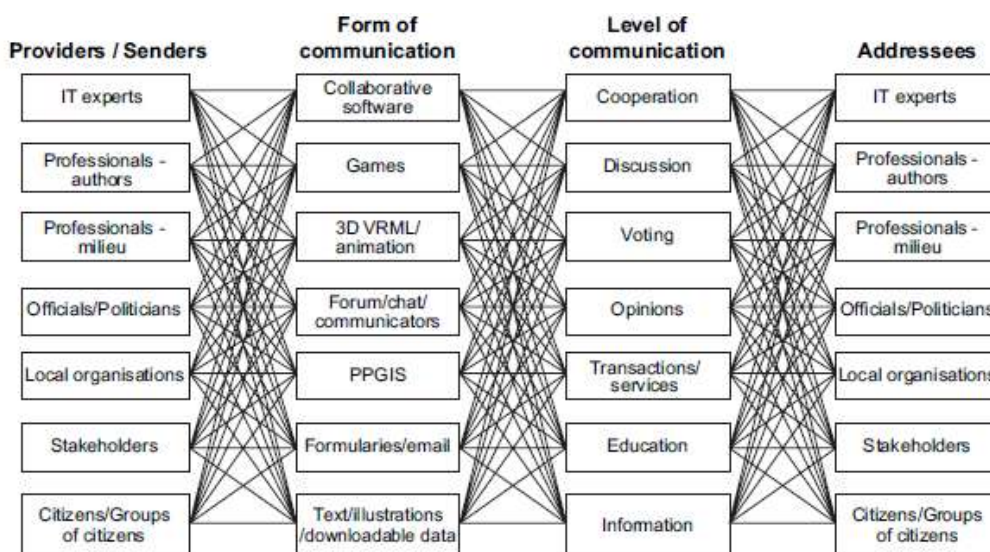 Providers / Senders
Form of
communication
Level of
communication
Addressees
IT experts
Collaborative
software
Cooperation
IT experts
Professionals -
authors
Games
Discussion
Professionals -
authors
Professionals -
milieu
3D VRML/
animation
Voting
Professionals -
milieu
Officials/Politicians
Forum/chat/
communicators
Opinions
Officials/Politicians
Local organisations
PPGIS
Transactions/
services
Local organisations
Stakeholders
Formularies/email
Education
Stakeholders
Citizens/Groups
of citizens
Text/illustrations
/downloadable data
Information
Citizens/Groups
of citizens